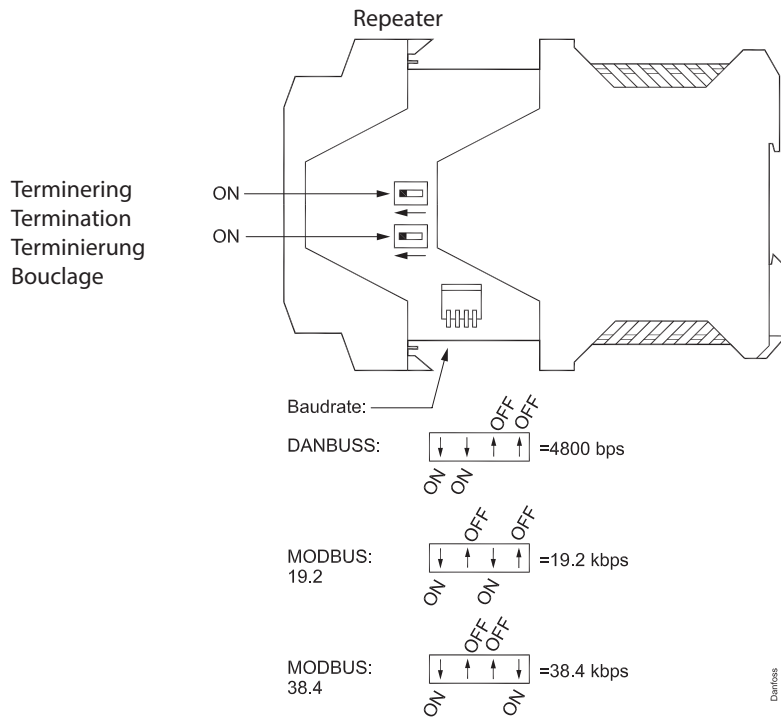 Repeater
Terminering
Termination
Terminierung
Bouclage
ON
ON
Baudrate:
OFF OFF
DANBUSS: =4800 bps
ON ON
OFF OFF
MODBUS: =19.2 kbps
19.2
ON ON
OFF OFF
MODBUS: =38.4 kbps
38.4
ON ON
Danfoss